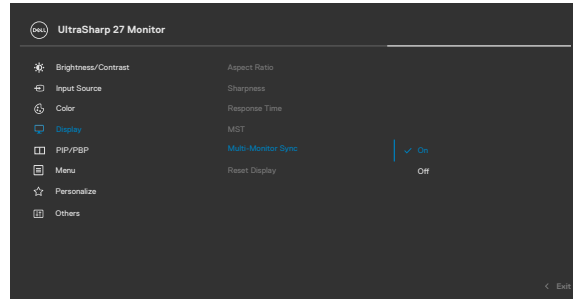 DELL UltraSharp 27 Monitor
Brightness/Contrast Aspect Ratio
Input Source Sharpness
Color Response Time
Display MST
PIP/PBP Multi-Monitor Sync On
Menu Reset Display Off
Personalize
Others
Exit